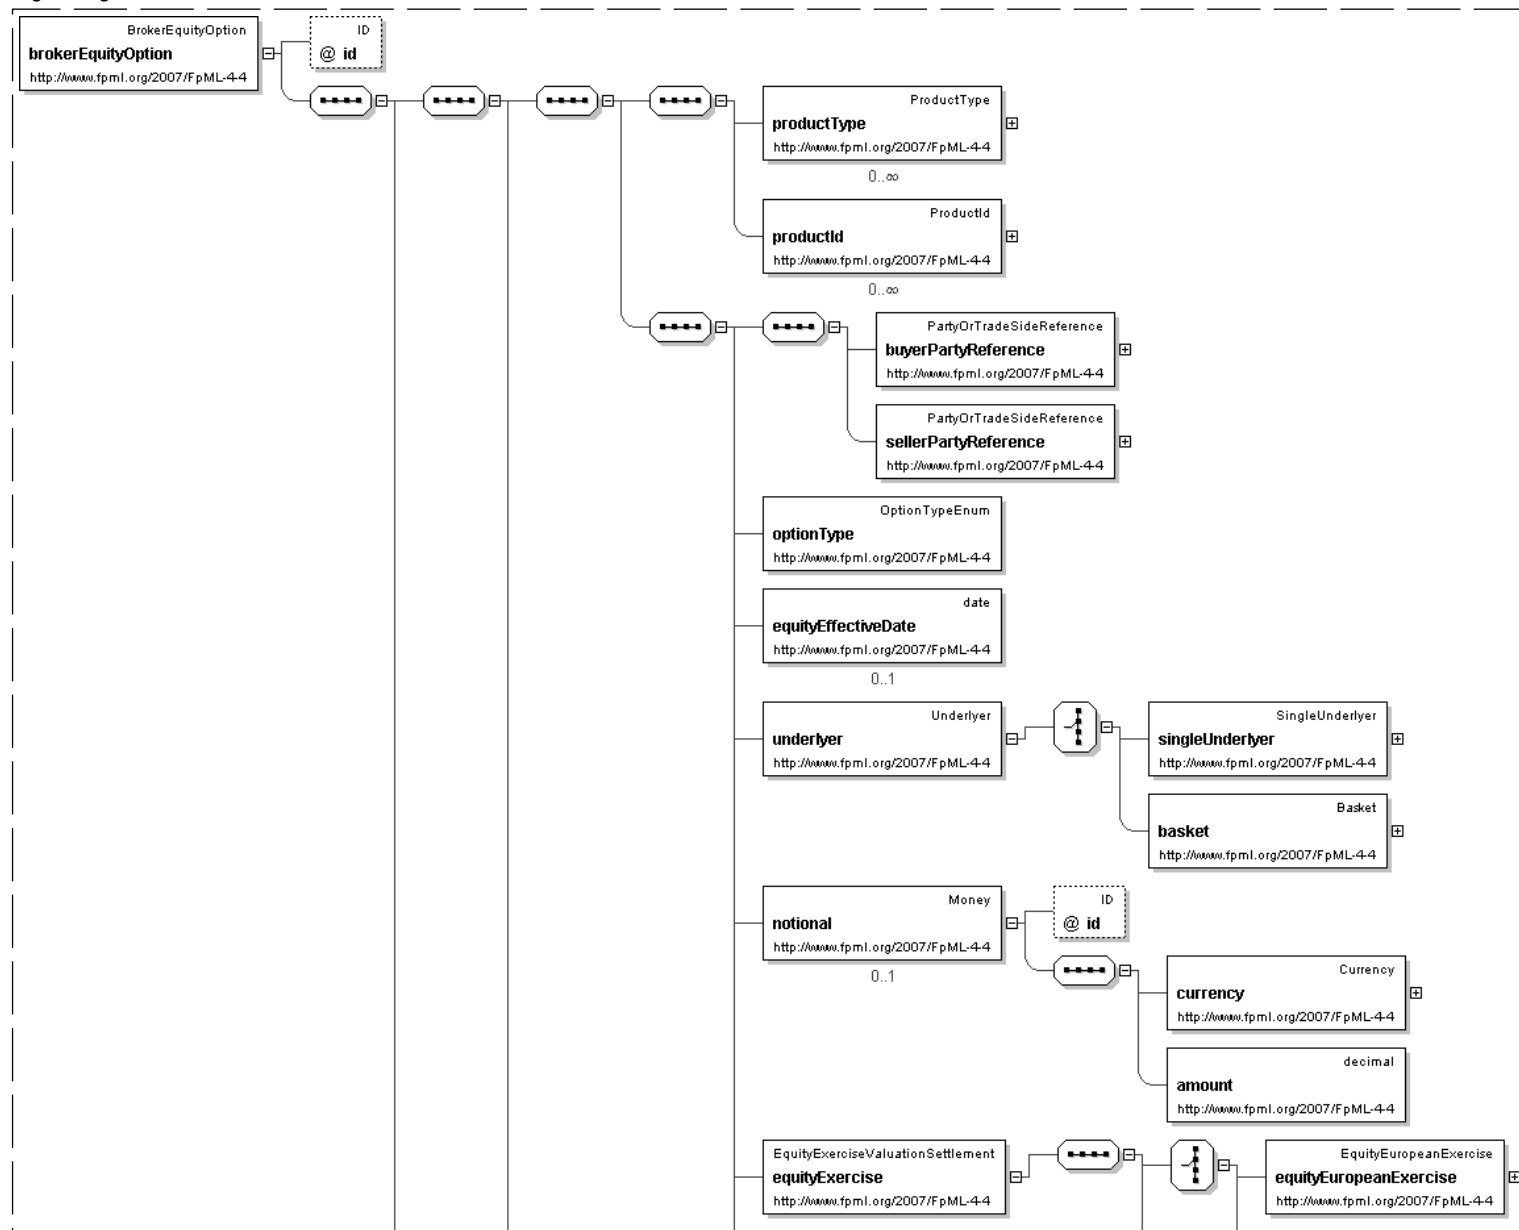 BrokerEquityOption
brokerEquityOption
http://www.fpml.org/2007/FpML-4-4
ID
@ id
ProductType
productType
http://www.fpml.org/2007/FpML-4-4
0..∞
ProductId
productId
http://www.fpml.org/2007/FpML-4-4
0..∞
PartyOrTradeSideReference
buyerPartyReference
http://www.fpml.org/2007/FpML-4-4
PartyOrTradeSideReference
sellerPartyReference
http://www.fpml.org/2007/FpML-4-4
OptionTypeEnum
optionType
http://www.fpml.org/2007/FpML-4-4
date
equityEffectiveDate
http://www.fpml.org/2007/FpML-4-4
0..1
Underlyer
underlyer
http://www.fpml.org/2007/FpML-4-4
SingleUnderlyer
singleUnderlyer
http://www.fpml.org/2007/FpML-4-4
Basket
basket
http://www.fpml.org/2007/FpML-4-4
Money
notional
http://www.fpml.org/2007/FpML-4-4
0..1
ID
@ id
Currency
currency
http://www.fpml.org/2007/FpML-4-4
decimal
amount
http://www.fpml.org/2007/FpML-4-4
EquityExerciseValuationSettlement
equityExercise
http://www.fpml.org/2007/FpML-4-4
EquityEuropeanExercise
equityEuropeanExercise
http://www.fpml.org/2007/FpML-4-4